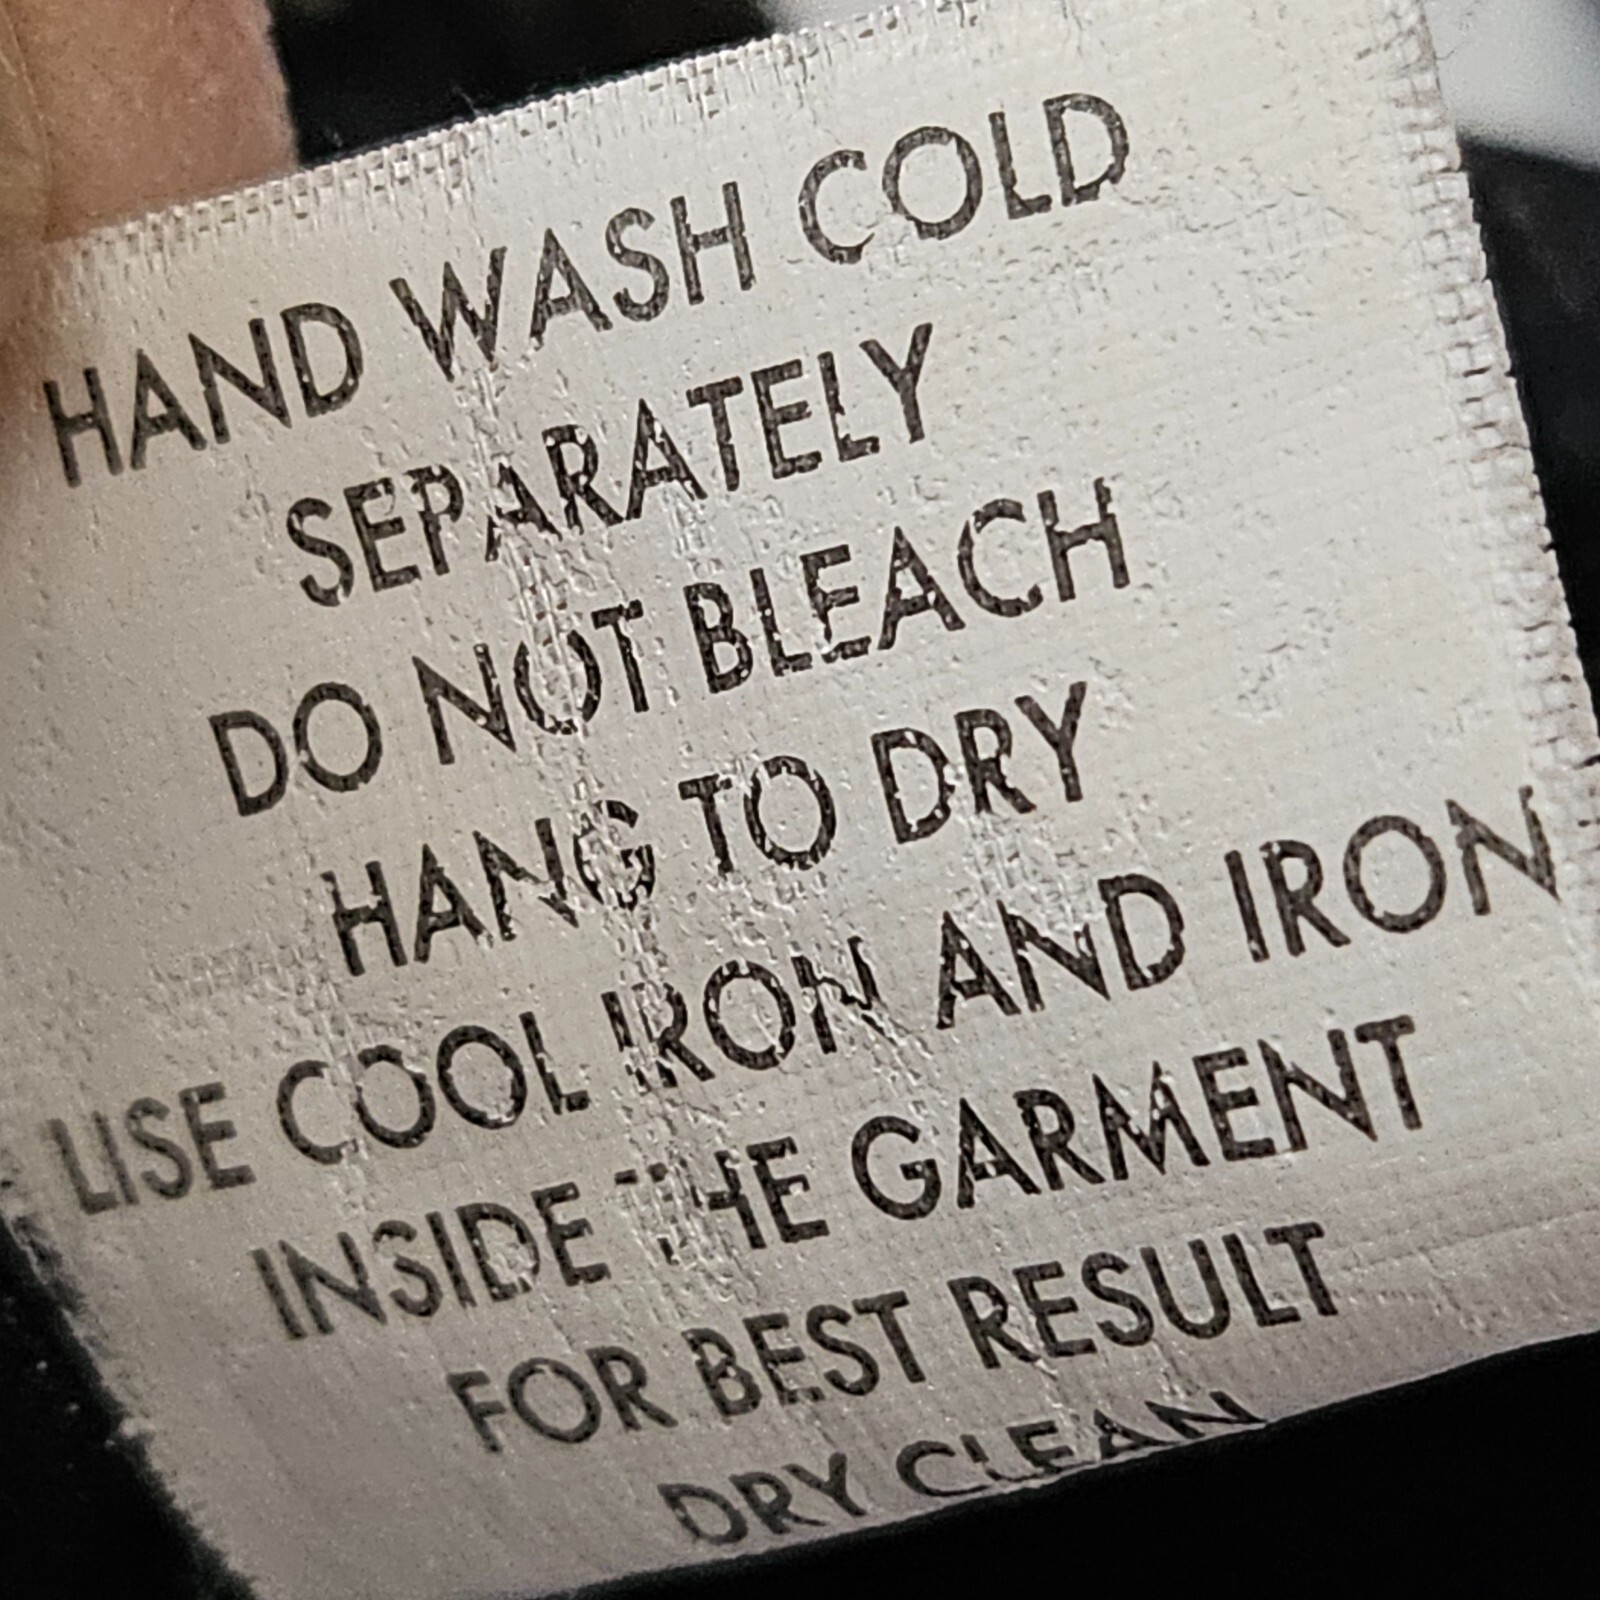 HAND WASH COLD
SEPARATELY
DO NOT BLEACH
HANG TO DRY
USE COOL IRON AND IRON
INSIDE THE GARMENT
FOR BEST RESULT
DRY CLEAN